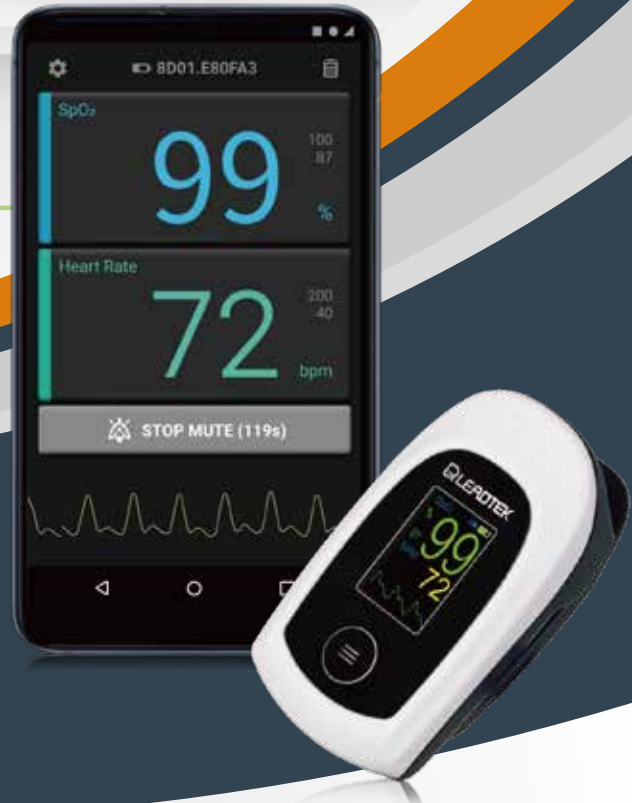 8D01.E80FA3
SpO₂
99
100
87
%
Heart Rate
72
200
40
bpm
STOP MUTE (119s)
LEADTEK
99
72